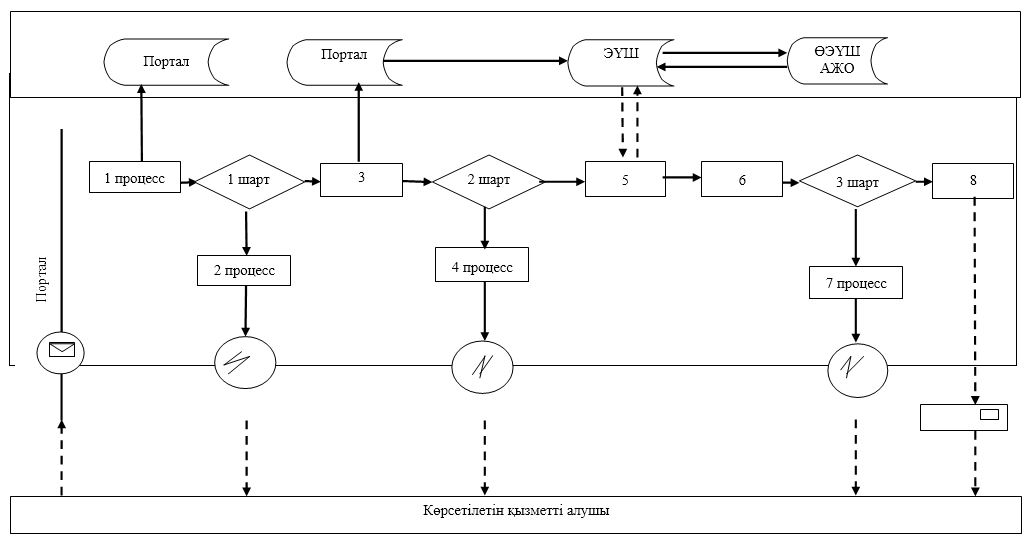 Портал
Портал
ЭҮШ
ӨЭҮШ
АЖО
1 процесс
1 шарт
3
2 шарт
5
6
3 шарт
8
2 процесс
4 процесс
7 процесс
Портал
Көрсетілетін қызметті алушы